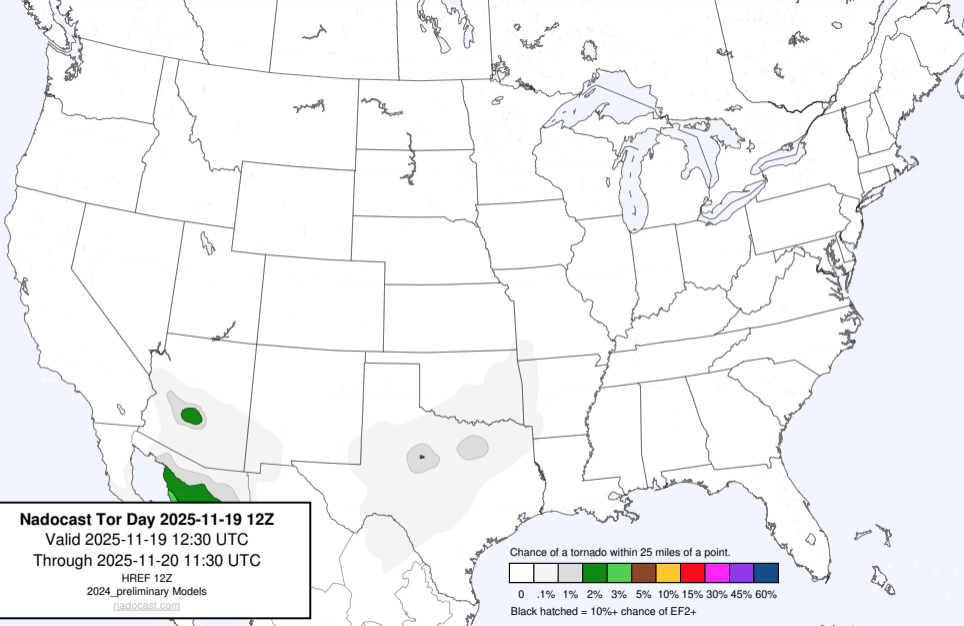 Nadocast Tor Day 2025-11-19 12Z
Valid 2025-11-19 12:30 UTC
Through 2025-11-20 11:30 UTC
HREF 12Z
2024_preliminary Models
nadocast.com
Chance of a tornado within 25 miles of a point.
0 .1% 1% 2% 3% 5% 10% 15% 30% 45% 60%
Black hatched = 10%+ chance of EF2+